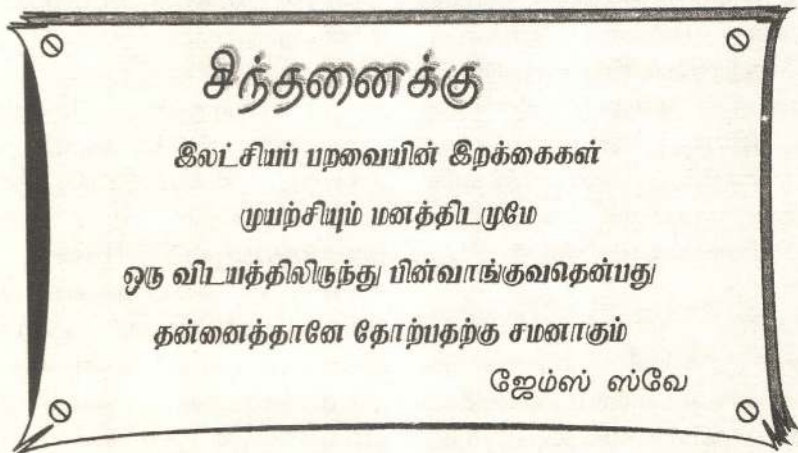 சிந்தனைக்கு
இலட்சியப் பறவையின் இறக்கைகள்
முயற்சியும் மனத்திடமுமே
ஒரு விடயத்திலிருந்து பின்வாங்குவதென்பது
தன்னைத்தானே தோற்பதற்கு சமனாகும்
ஜேம்ஸ் ஸ்வே